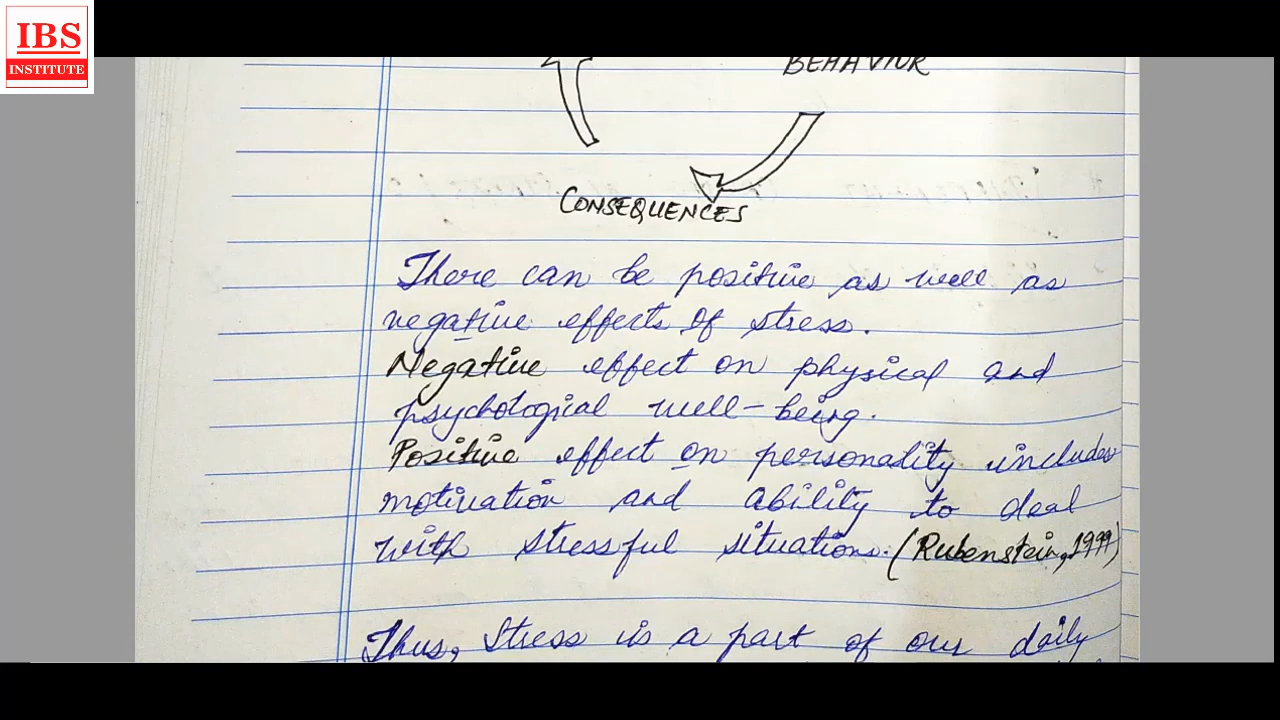 IBS
INSTITUTE
BEHAVIOR
CONSEQUENCES
There can be positive as well as
negative effects of stress.
Negative effect on physical and
psychological well-being.
Positive effect on personality includes
motivation and ability to deal
with stressful situations. (Rubenstein, 1999)
Thus, Stress is a part of our daily